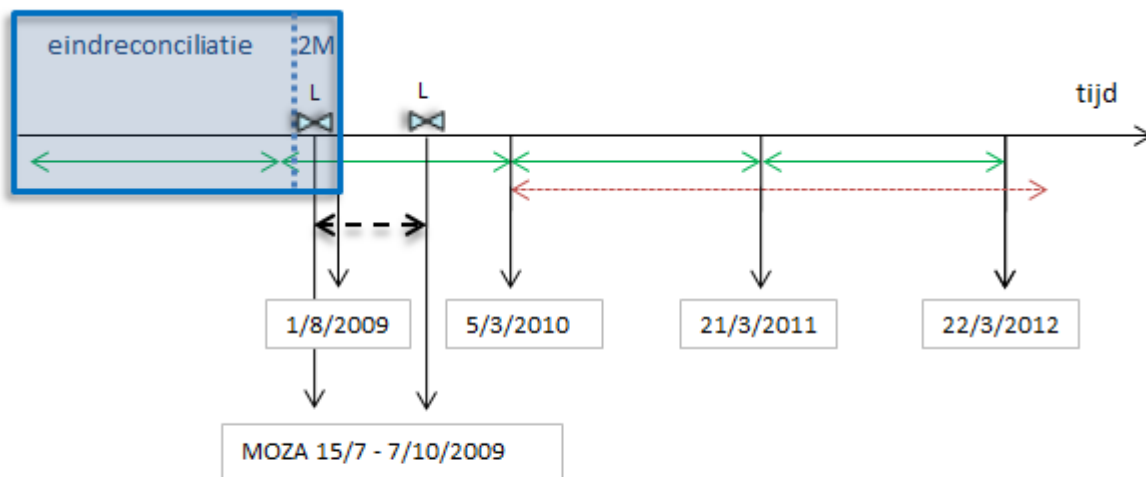 eindreconciliatie
2M
L
L
tijd
1/8/2009
5/3/2010
21/3/2011
22/3/2012
MOZA 15/7 - 7/10/2009